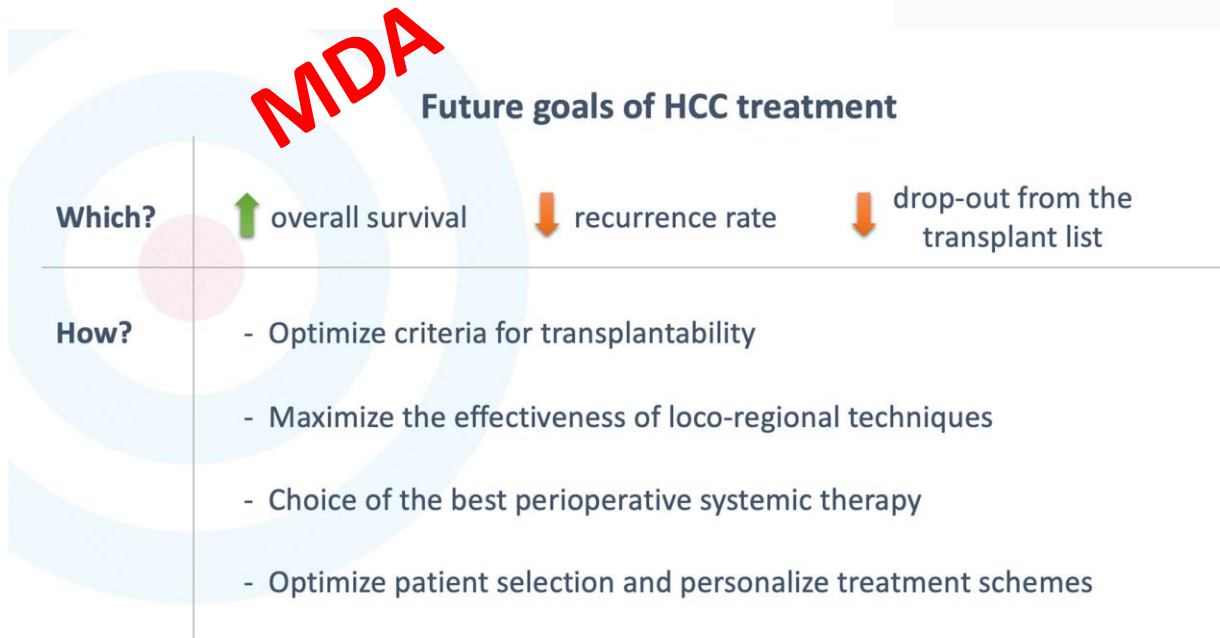 MDA
Future goals of HCC treatment
Which? overall survival recurrence rate drop-out from the transplant list
How? - Optimize criteria for transplantability
- Maximize the effectiveness of loco-regional techniques
- Choice of the best perioperative systemic therapy
- Optimize patient selection and personalize treatment schemes